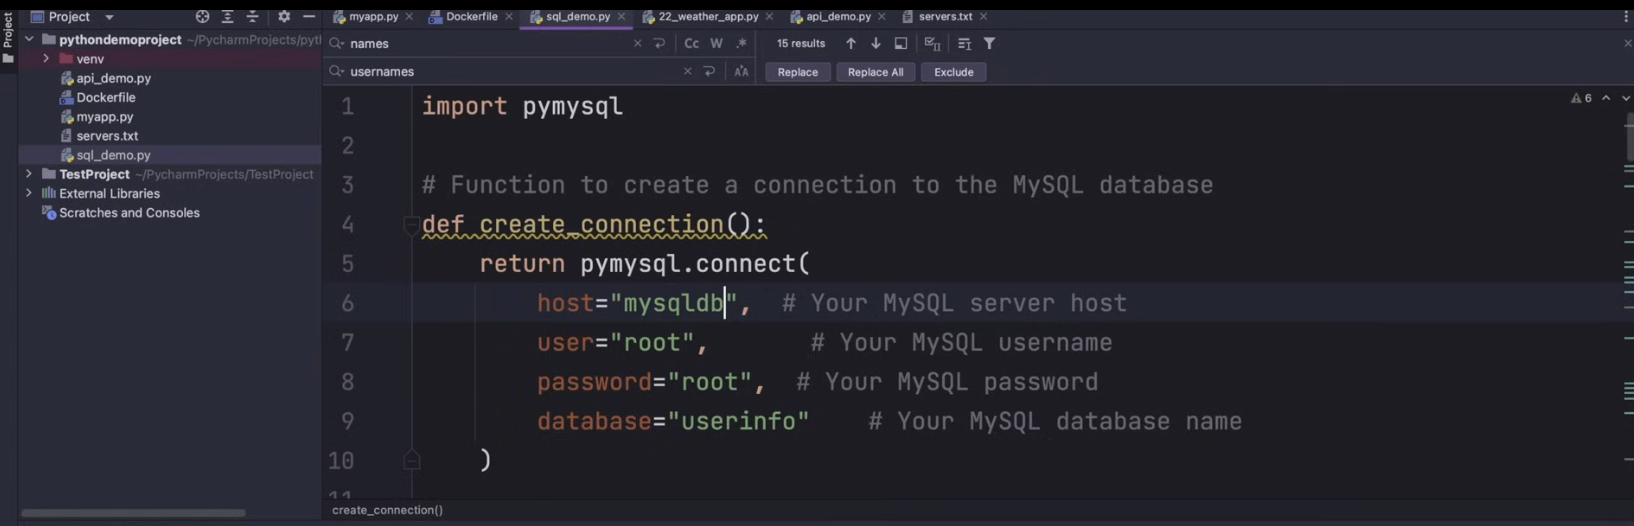 Project
myapp.py
Dockerfile
sql_demo.py
22_weather_app.py
api_demo.py
servers.txt
Project
pythondemoproject ~/PycharmProjects/pyth
venv
api_demo.py
Dockerfile
myapp.py
servers.txt
sql_demo.py
TestProject ~/PycharmProjects/TestProject
External Libraries
Scratches and Consoles
names
Cc W .* 15 results
usernames
Replace Replace All Exclude
6
1 import pymysql
2
3 # Function to create a connection to the MySQL database
4 def create_connection():
5 return pymysql.connect(
6 host="mysqldb", # Your MySQL server host
7 user="root", # Your MySQL username
8 password="root", # Your MySQL password
9 database="userinfo" # Your MySQL database name
10 )
11
create_connection()